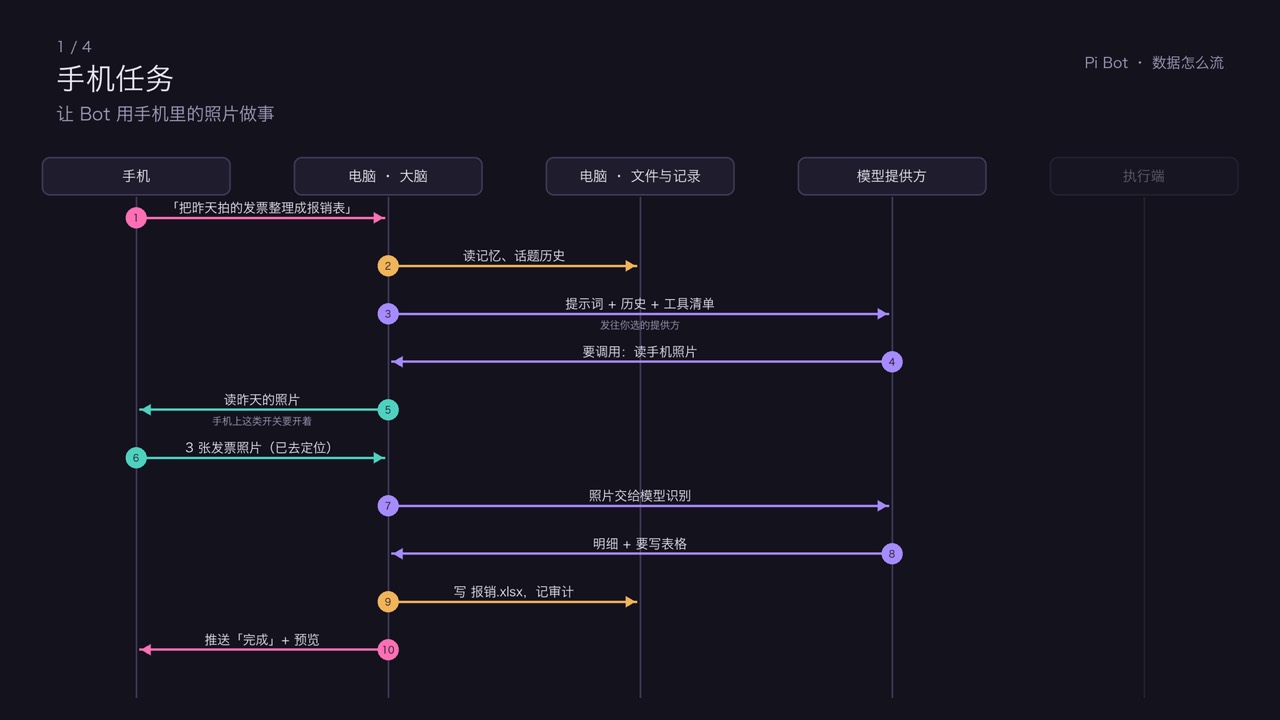 1 / 4
手机任务
让 Bot 用手机里的照片做事
Pi Bot · 数据怎么流
手机
电脑 · 大脑
电脑 · 文件与记录
模型提供方
执行端
1
「把昨天拍的发票整理成报销表」
2
读记忆、话题历史
3
提示词 + 历史 + 工具清单
发往你选的提供方
要调用：读手机照片
4
读昨天的照片
5
手机上这类开关要开着
6
3 张发票照片（已去定位）
7
照片交给模型识别
明细 + 要写表格
8
9
写 报销.xlsx，记审计
推送「完成」+ 预览
10